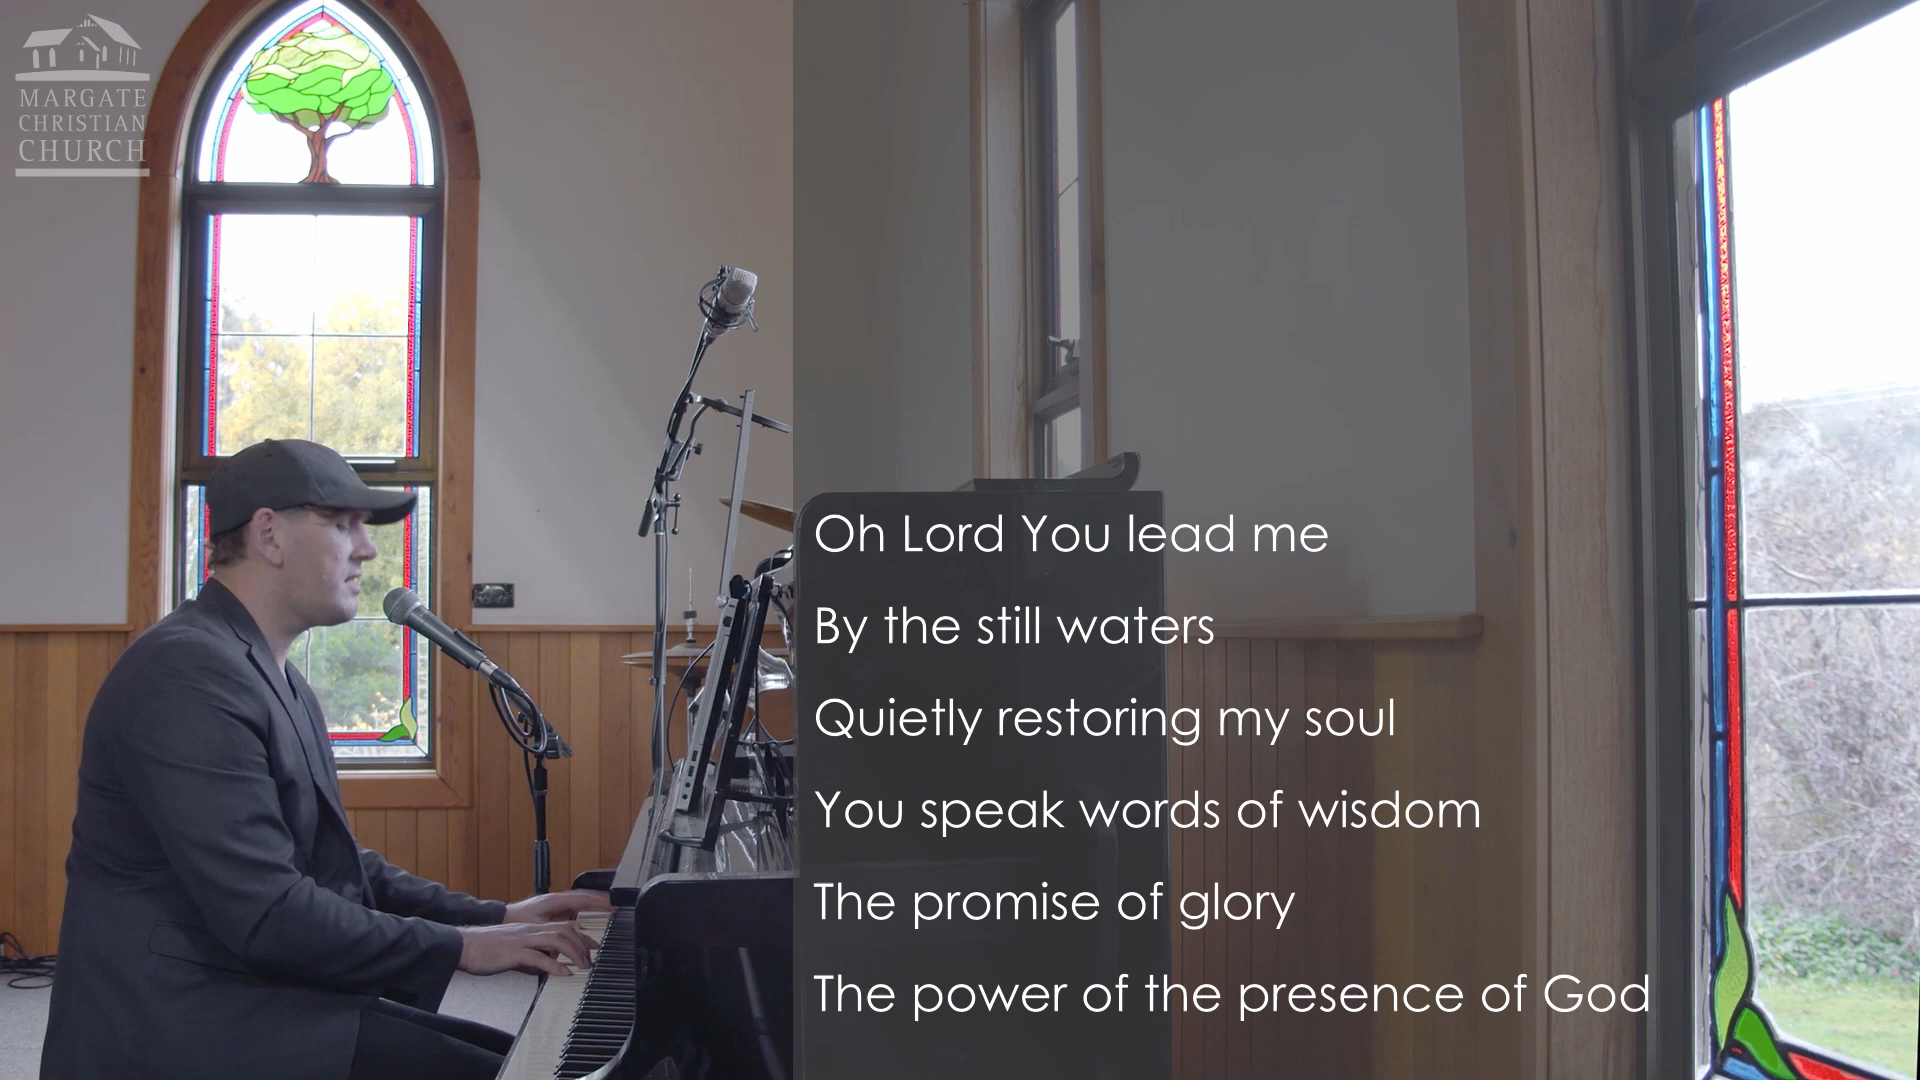 MARGATE
CHRISTIAN
CHURCH
Oh Lord You lead me
By the still waters
Quietly restoring my soul
You speak words of wisdom
The promise of glory
The power of the presence of God